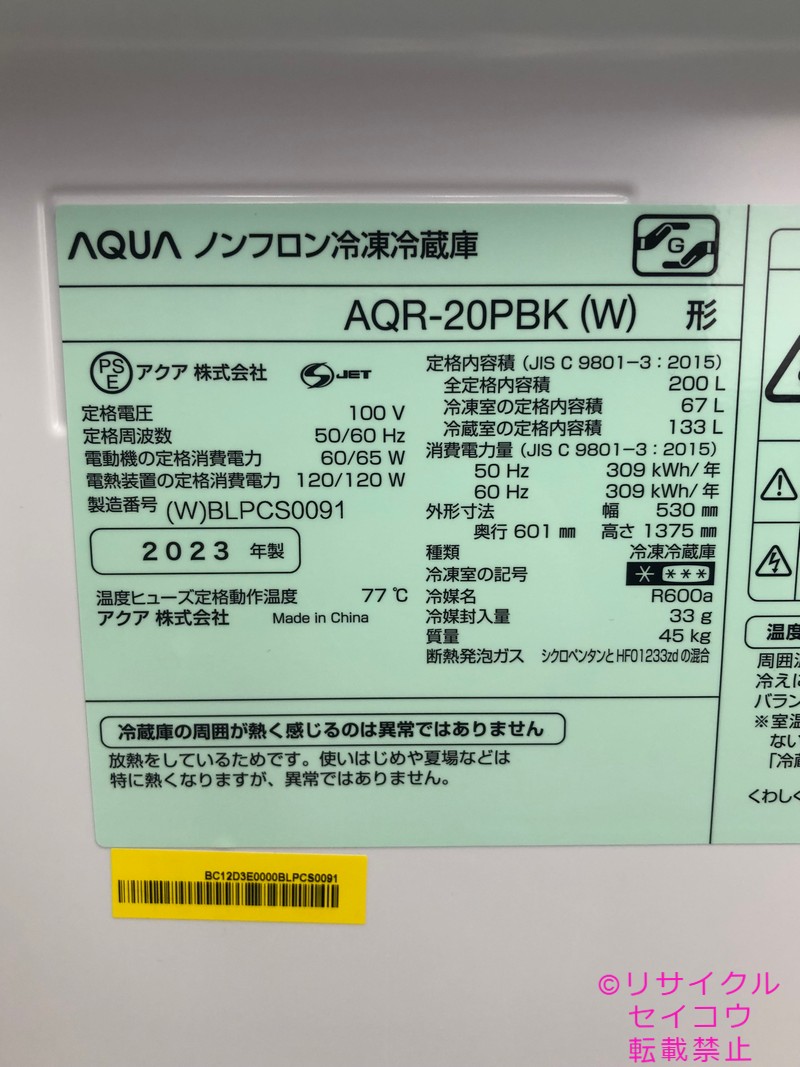 AQUA ノンフロン冷凍冷蔵庫
G
AQR-20PBK (W) 形
PS
E
アクア 株式会社
S JET
定格電圧 100 V
定格周波数 50/60 Hz
電動機の定格消費電力 60/65 W
電熱装置の定格消費電力 120/120 W
製造番号 (W)BLPCS0091
2023 年製
温度ヒューズ定格動作温度 77 ℃
アクア 株式会社 Made in China
定格内容積 (JIS C 9801-3:2015)
全定格内容積 200 L
冷凍室の定格内容積 67 L
冷蔵室の定格内容積 133 L
消費電力量 (JIS C 9801-3:2015)
50 Hz 309 kWh/年
60 Hz 309 kWh/年
外形寸法 幅 530 mm
奥行 601 mm 高さ 1375 mm
種類 冷凍冷蔵庫
冷凍室の記号 * ***
冷媒名 R600a
冷媒封入量 33 g
質量 45 kg
断熱発泡ガス シクロペンタンとHFO1233zdの混合
冷蔵庫の周囲が熱く感じるのは異常ではありません
放熱をしているためです。使いはじめや夏場などは
特に熱くなりますが、異常ではありません。
温度
周囲
冷えに
バラン
※室温
ない
「冷蔵
くわしく
BC12D3E0000BLPCS0091
©リサイクル
セイコウ
転載禁止